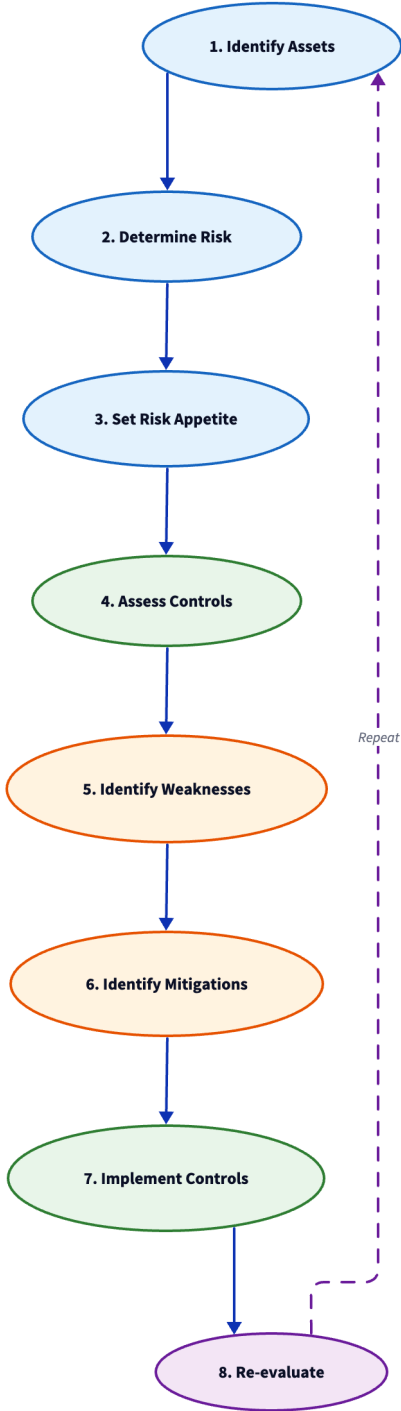 1. Identify Assets
2. Determine Risk
3. Set Risk Appetite
4. Assess Controls
Repeat
5. Identify Weaknesses
6. Identify Mitigations
7. Implement Controls
8. Re-evaluate